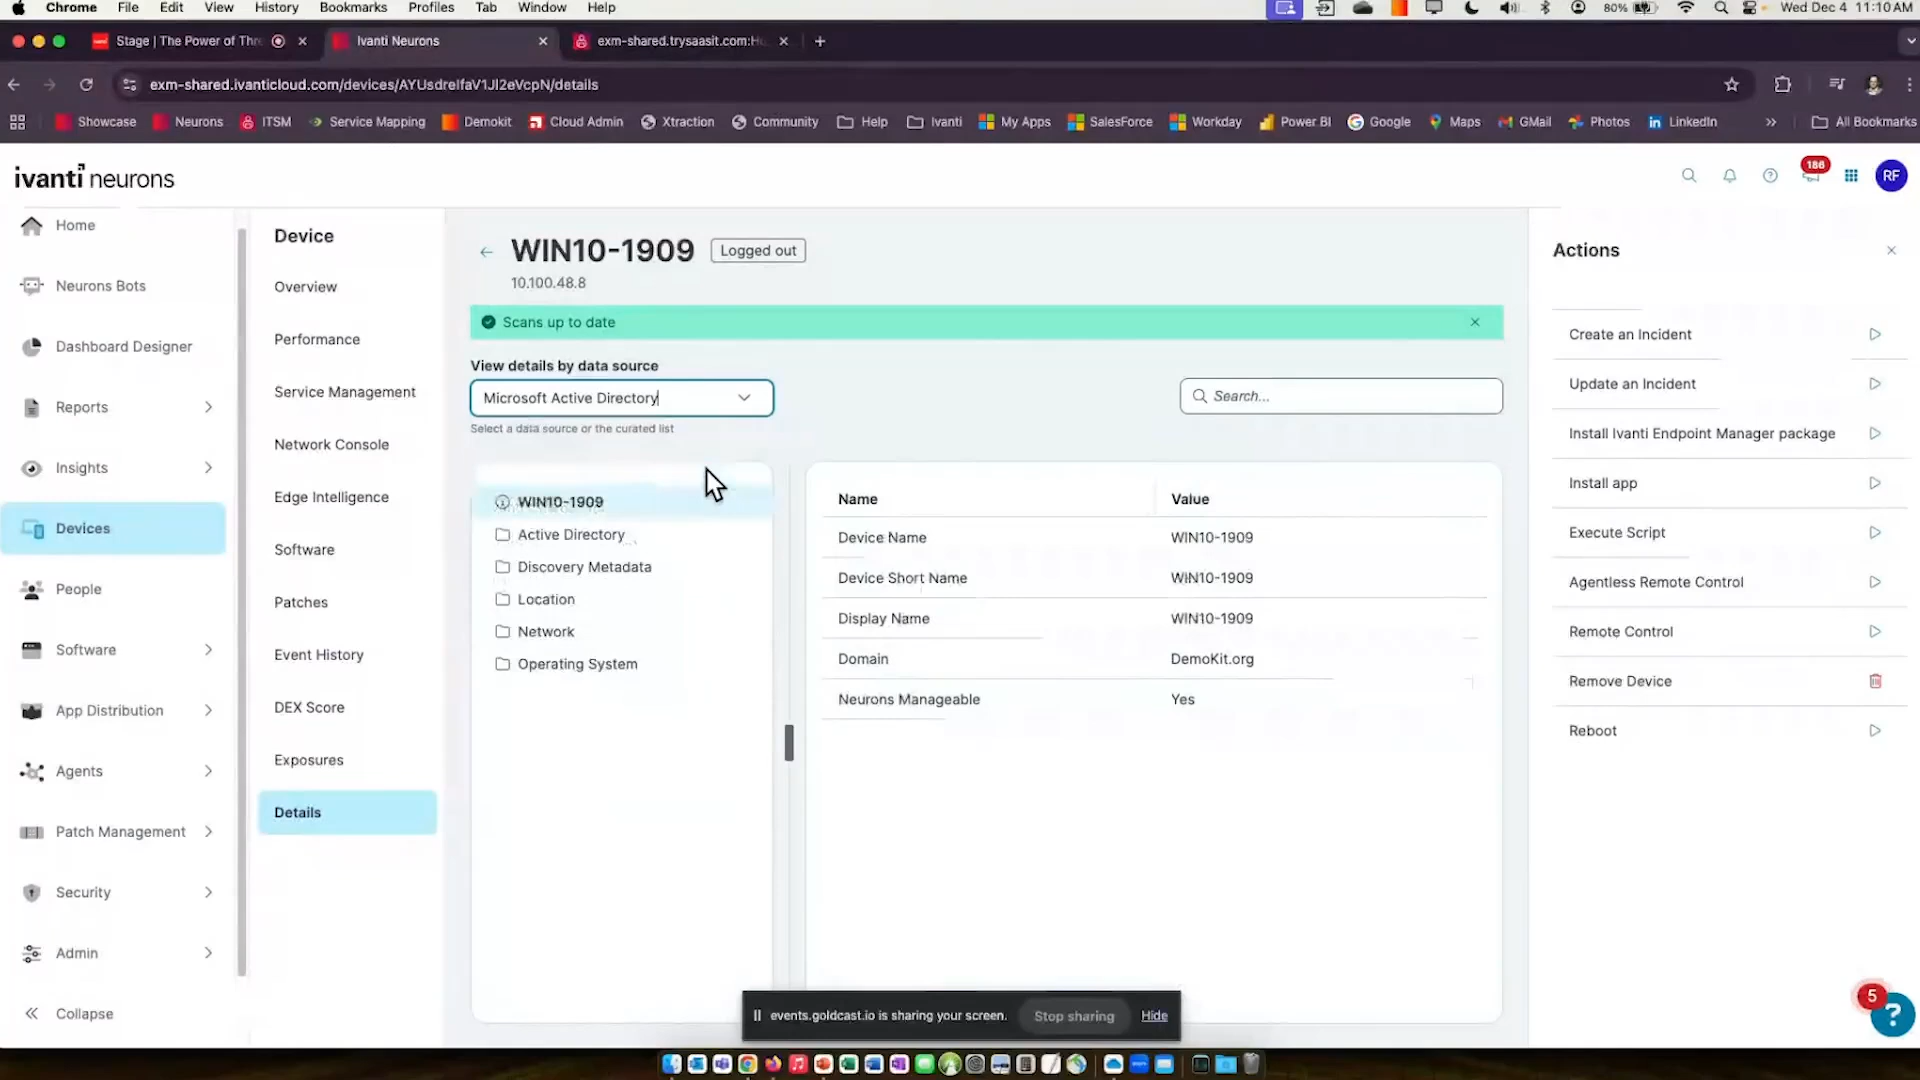 Chrome File Edit View History Bookmarks Profiles Tab Window Help 80% Wed Dec 4 11:10 AM
Stage | The Power of Thre Ivanti Neurons exm-shared.trysaasit.com:Ho
exm-shared.ivanticloud.com/devices/AYUsdreIfaV1Jl2eVcpN/details
Showcase Neurons ITSM Service Mapping Demokit Cloud Admin Xtraction Community Help Ivanti My Apps SalesForce Workday Power BI Google Maps GMail Photos LinkedIn » All Bookmarks
ivanti neurons
186
RF
Home
Neurons Bots
Dashboard Designer
Reports
Insights
Devices
People
Software
App Distribution
Agents
Patch Management
Security
Admin
Collapse
Device
Overview
Performance
Service Management
Network Console
Edge Intelligence
Software
Patches
Event History
DEX Score
Exposures
Details
WIN10-1909 Logged out
10.100.48.8
Scans up to date
View details by data source
Microsoft Active Directory
Select a data source or the curated list
Search...
WIN10-1909
Active Directory
Discovery Metadata
Location
Network
Operating System
Name Value
Device Name WIN10-1909
Device Short Name WIN10-1909
Display Name WIN10-1909
Domain DemoKit.org
Neurons Manageable Yes
Actions
Create an Incident
Update an Incident
Install Ivanti Endpoint Manager package
Install app
Execute Script
Agentless Remote Control
Remote Control
Remove Device
Reboot
5
?
events.goldcast.io is sharing your screen. Stop sharing Hide